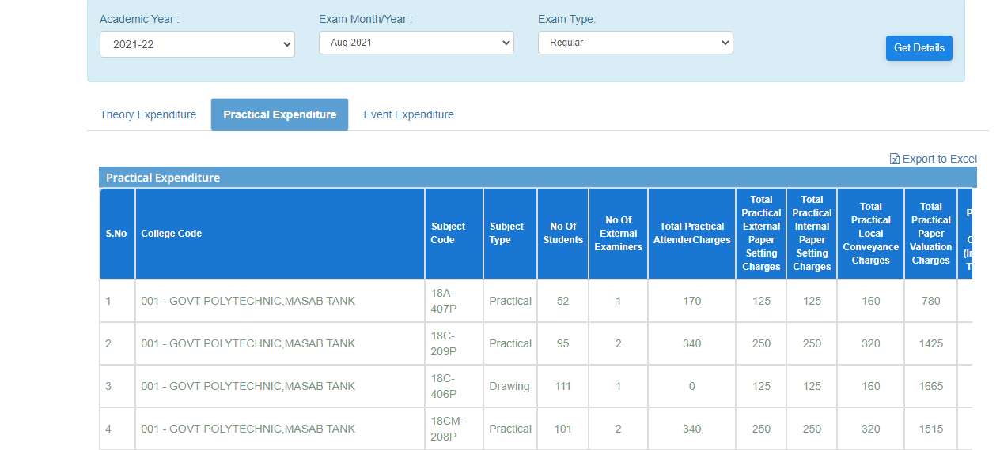 Academic Year :
Exam Month/Year :
Exam Type:
2021-22
Aug-2021
Regular
Get Details
Theory Expenditure
Practical Expenditure
Event Expenditure
Export to Excel
Practical Expenditure
S.No
College Code
Subject
Code
Subject
Type
No Of
Students
No Of
External
Examiners
Total Practical
AttenderCharges
Total
Practical
External
Paper
Setting
Charges
Total
Practical
Internal
Paper
Setting
Charges
Total
Practical
Local
Conveyance
Charges
Total
Practical
Paper
Valuation
Charges
1
001 - GOVT POLYTECHNIC,MASAB TANK
18A-
407P
Practical
52
1
170
125
125
160
780
2
001 - GOVT POLYTECHNIC,MASAB TANK
18C-
209P
Practical
95
2
340
250
250
320
1425
3
001 - GOVT POLYTECHNIC,MASAB TANK
18C-
406P
Drawing
111
1
0
125
125
160
1665
4
001 - GOVT POLYTECHNIC,MASAB TANK
18CM-
208P
Practical
101
2
340
250
250
320
1515